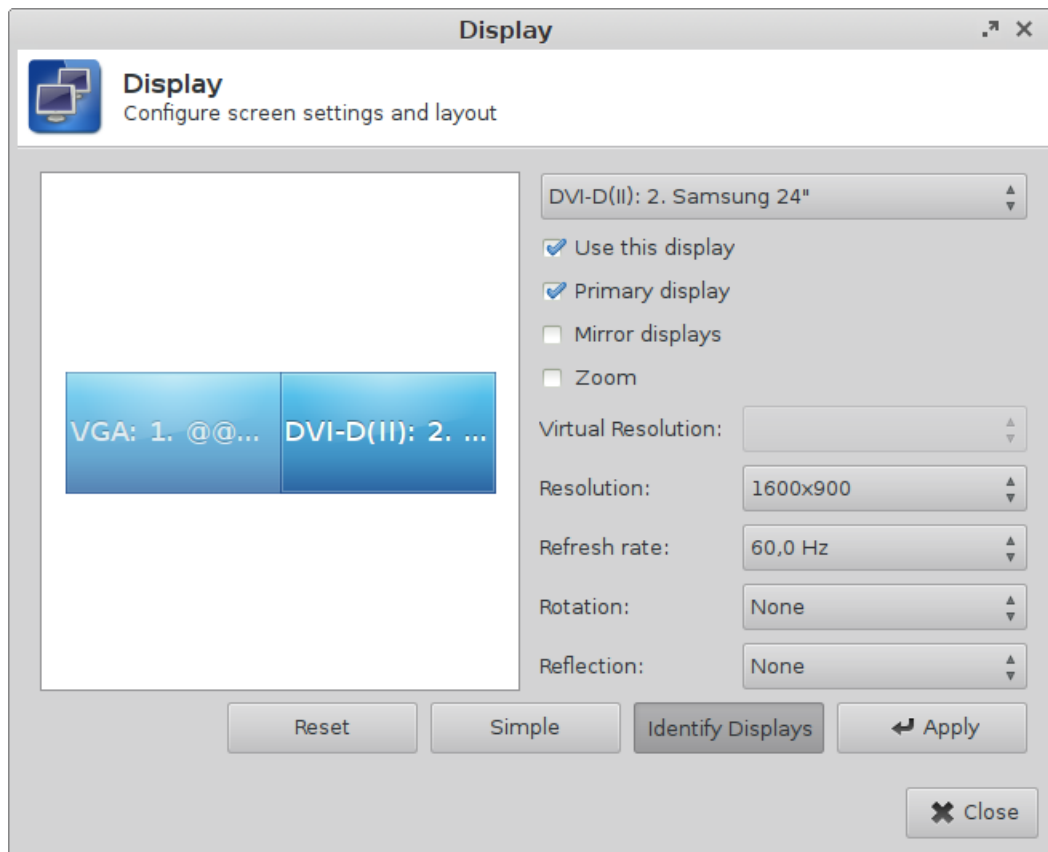 Display
Display
Configure screen settings and layout
VGA: 1. @@...
DVI-D(II): 2. ...
DVI-D(II): 2. Samsung 24"
Use this display
Primary display
Mirror displays
Zoom
Virtual Resolution:
Resolution: 1600x900
Refresh rate: 60,0 Hz
Rotation: None
Reflection: None
Reset Simple Identify Displays Apply
Close